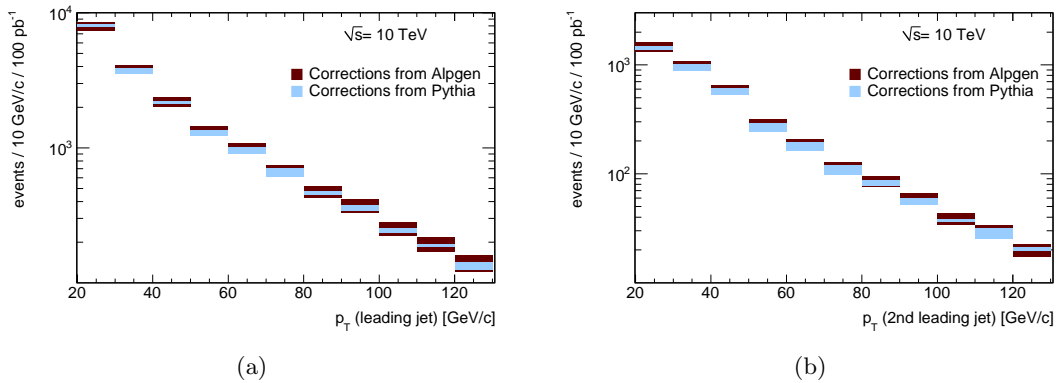 10⁴
10³
events / 10 GeV/c / 100 pb⁻¹
√s= 10 TeV
Corrections from Alpgen
Corrections from Pythia
20 40 60 80 100 120
p_T (leading jet) [GeV/c]
(a)
10³
10²
events / 10 GeV/c / 100 pb⁻¹
√s= 10 TeV
Corrections from Alpgen
Corrections from Pythia
20 40 60 80 100 120
p_T (2nd leading jet) [GeV/c]
(b)